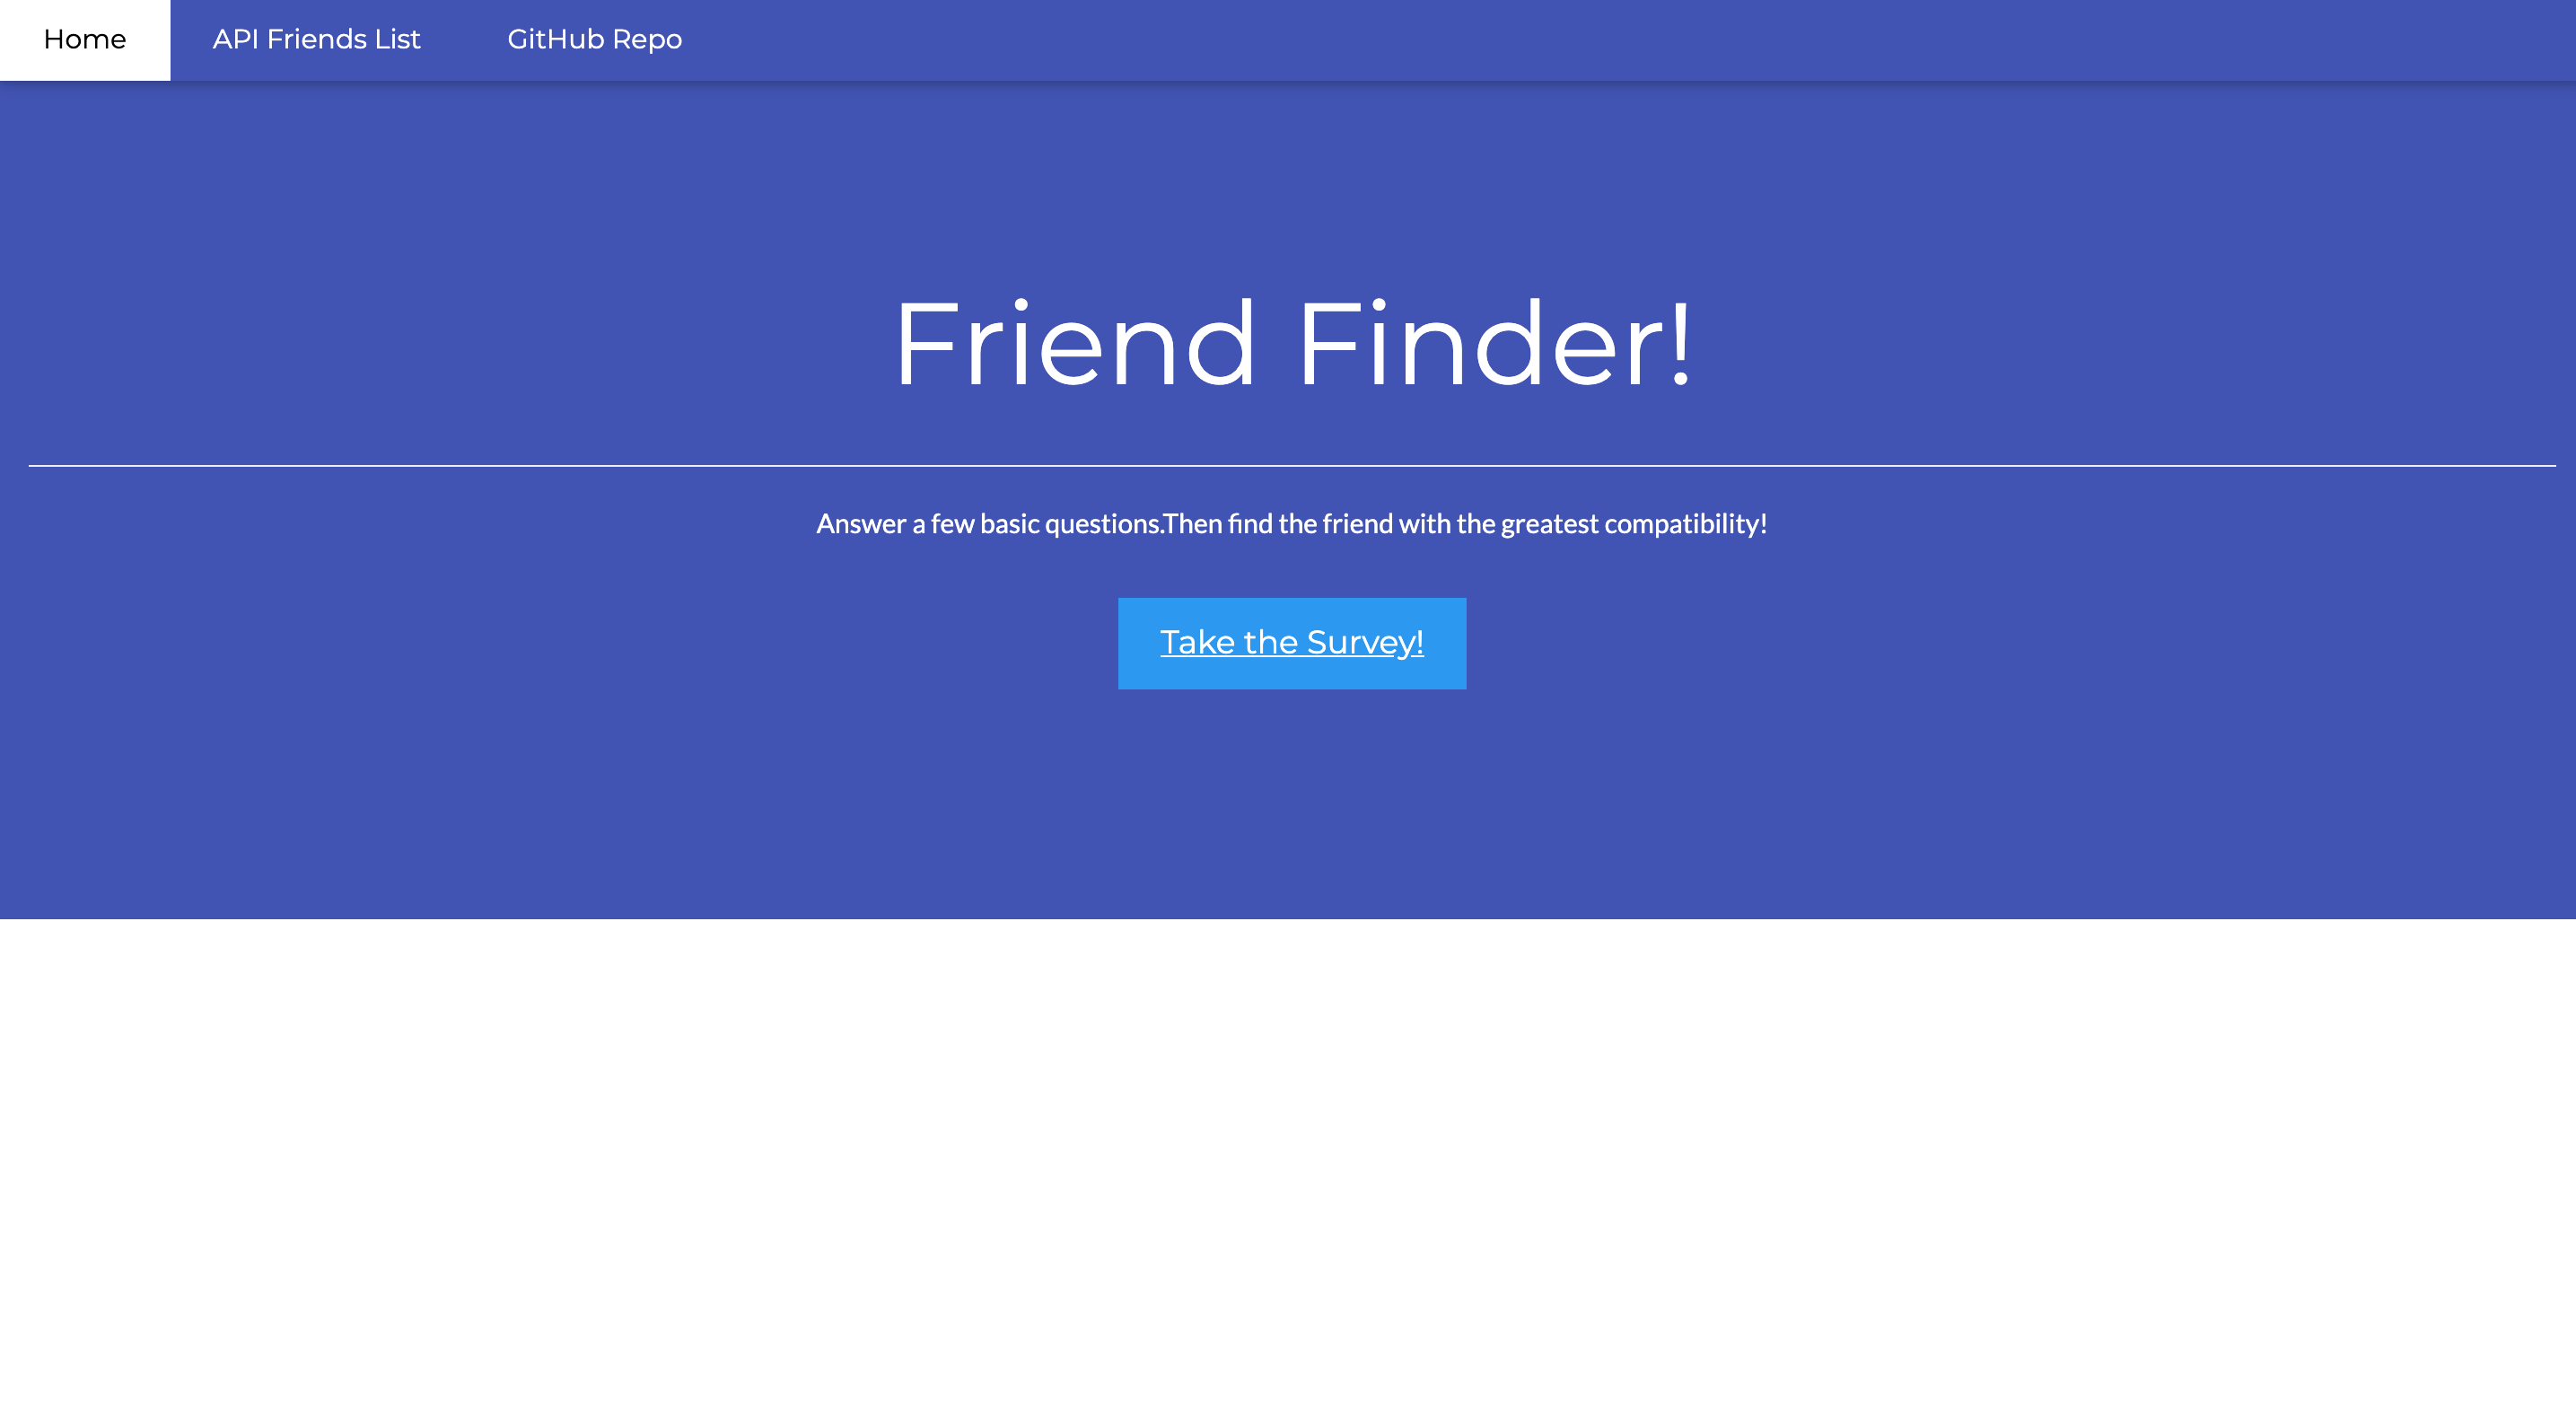 Home API Friends List GitHub Repo
Friend Finder!
Answer a few basic questions.Then find the friend with the greatest compatibility!
Take the Survey!